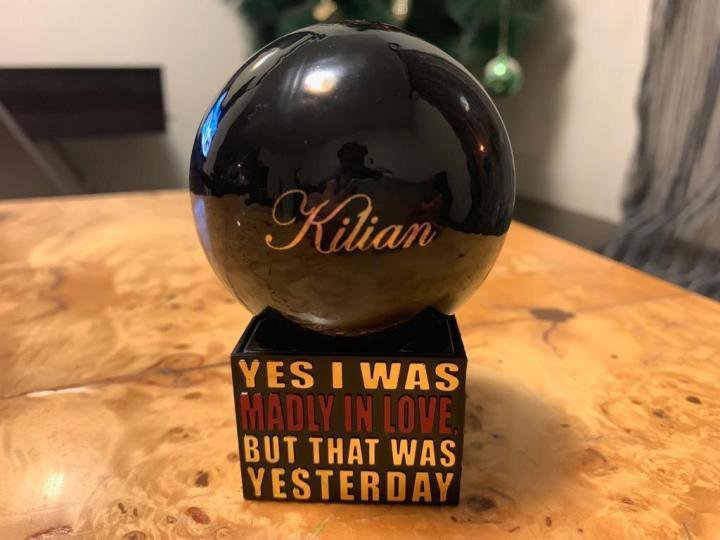 Kilian
YES I WAS
MADLY IN LOVE,
BUT THAT WAS
YESTERDAY